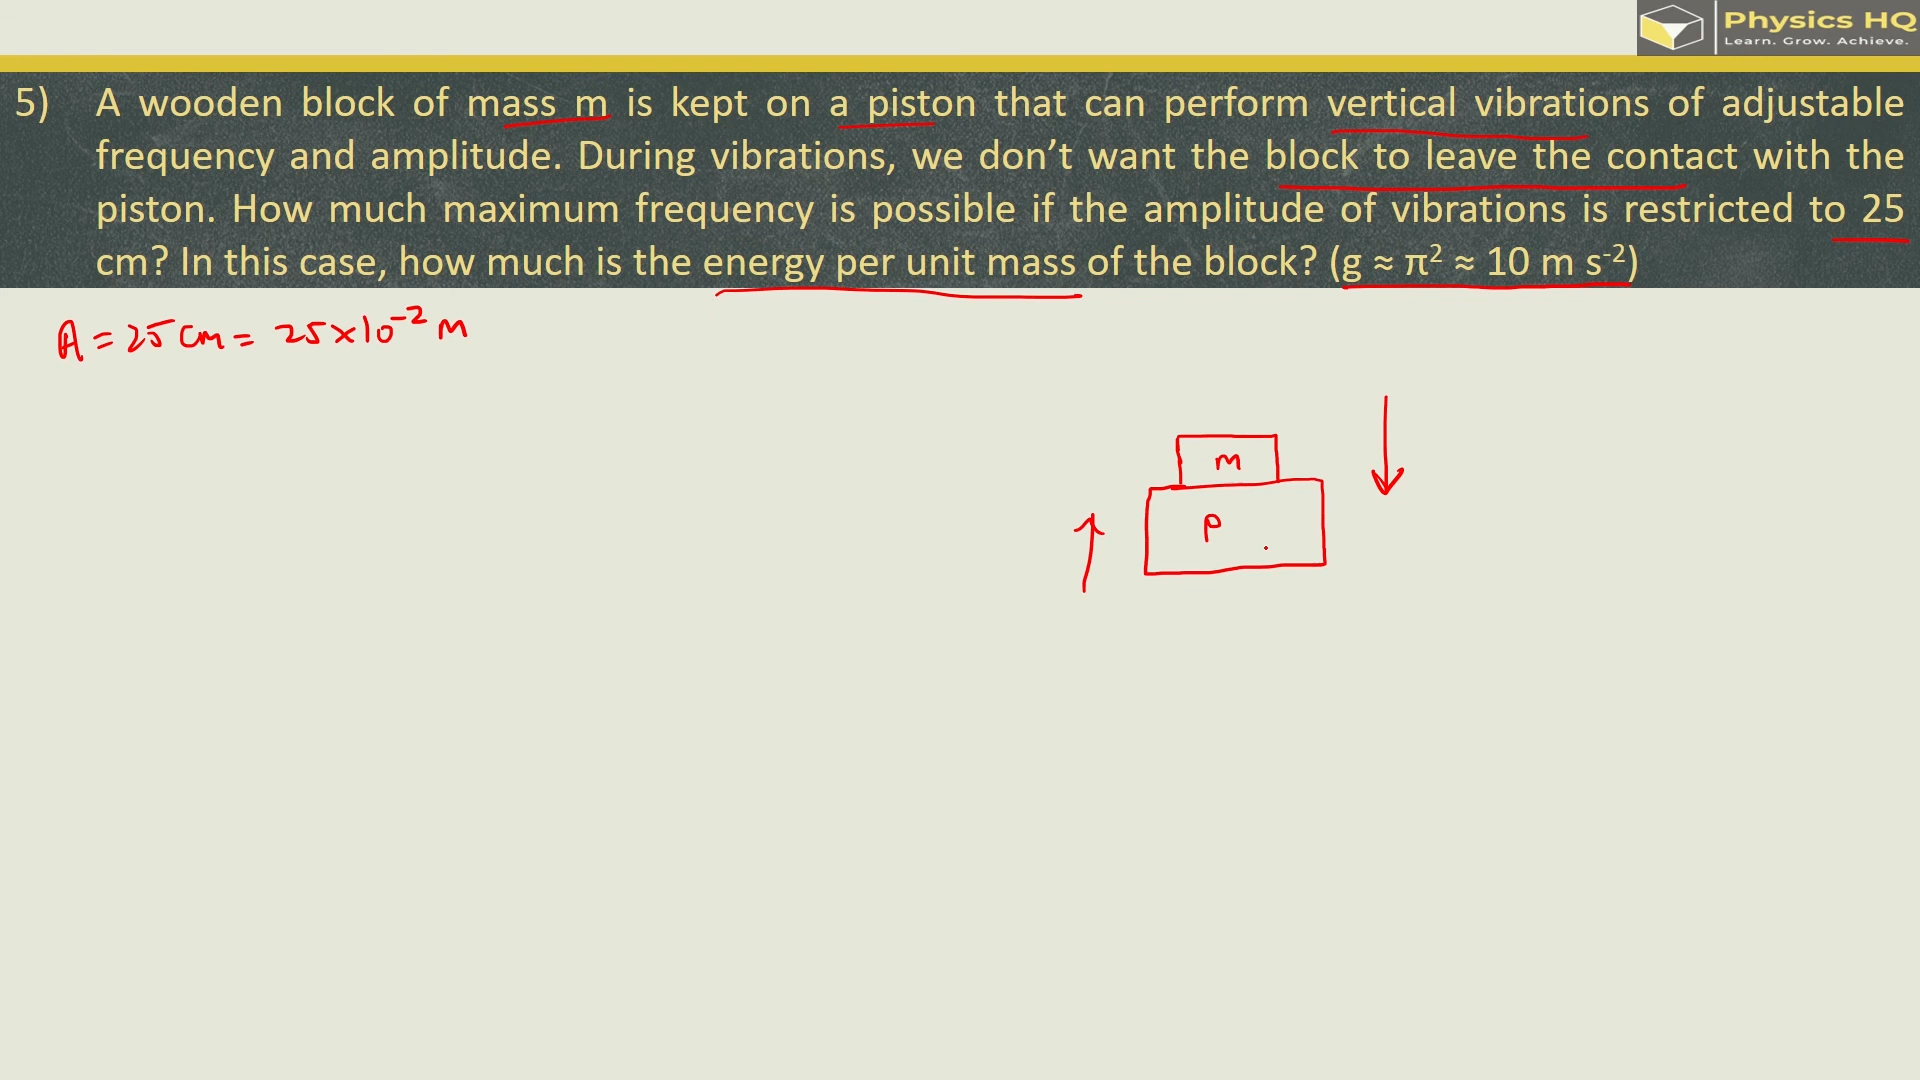 Physics HQ
Learn. Grow. Achieve.
5) A wooden block of mass m is kept on a piston that can perform vertical vibrations of adjustable
frequency and amplitude. During vibrations, we don’t want the block to leave the contact with the
piston. How much maximum frequency is possible if the amplitude of vibrations is restricted to 25
cm? In this case, how much is the energy per unit mass of the block? (g ≈ π² ≈ 10 m s⁻²)
A = 25 cm = 25 × 10⁻² m
m
P